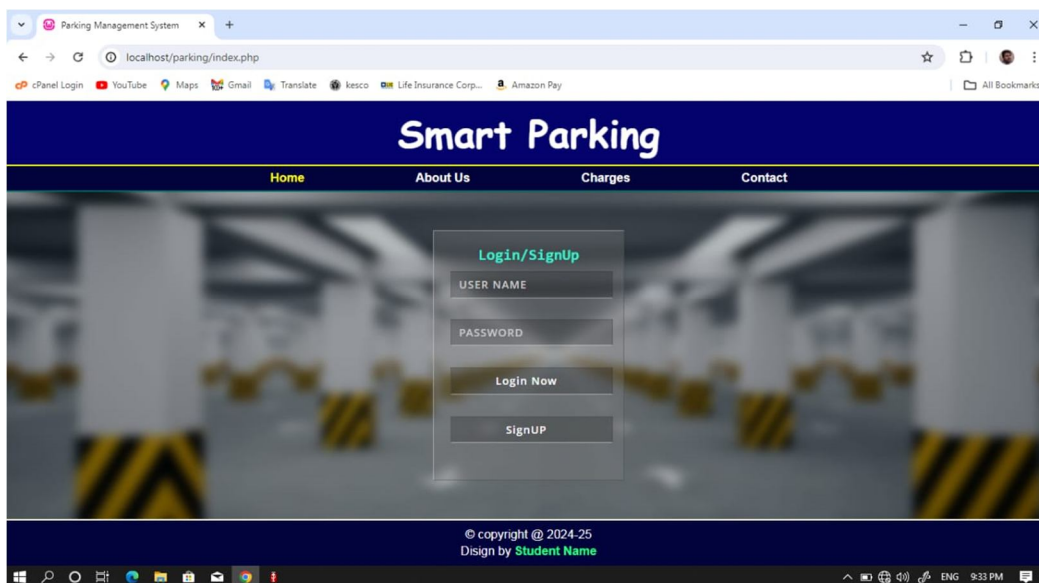 Parking Management System
localhost/parking/index.php
cPanel Login YouTube Maps Gmail Translate kesco Life Insurance Corp... Amazon Pay All Bookmarks
Smart Parking
Home About Us Charges Contact
Login/SignUp
USER NAME
PASSWORD
Login Now
SignUP
© copyright @ 2024-25
Disign by Student Name
ENG 9:33 PM